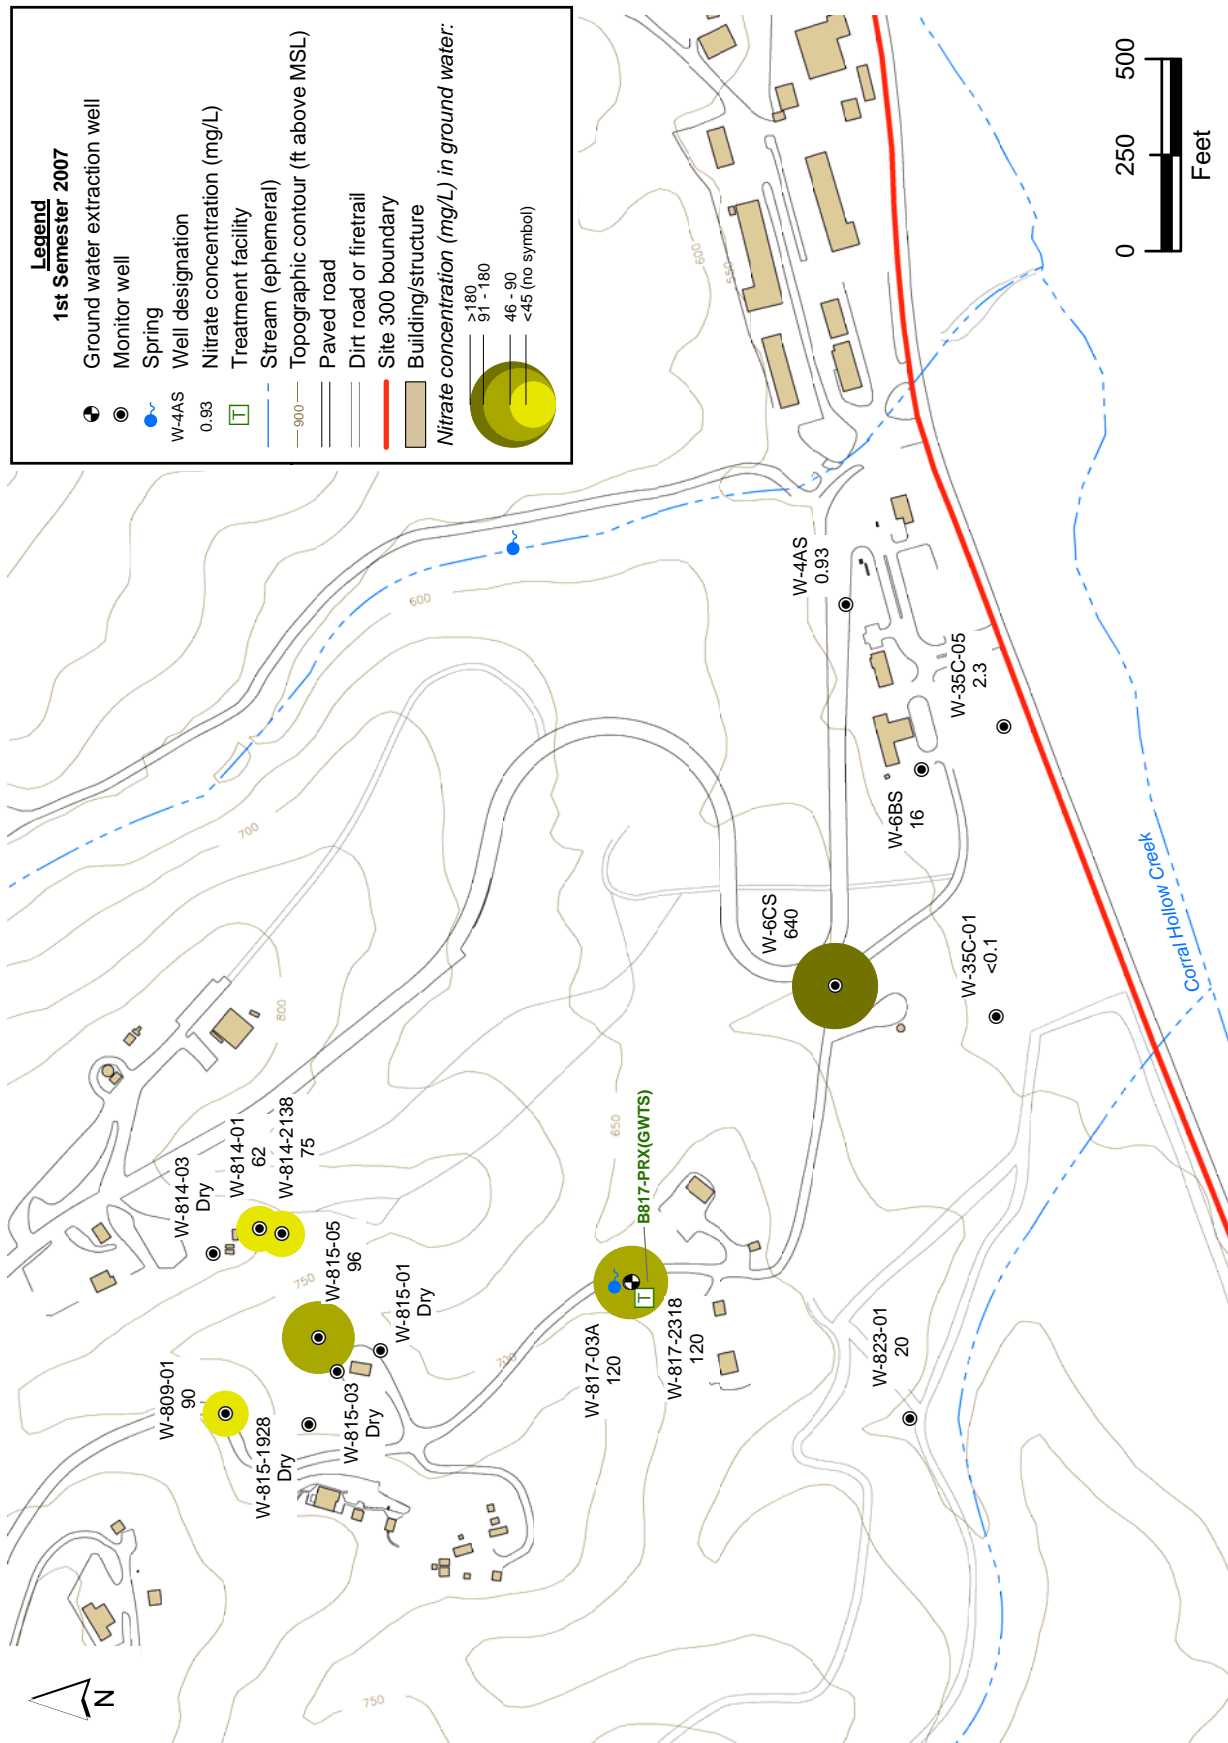 Legend
1st Semester 2007
Ground water extraction well
Monitor well
Spring
W-4AS
Well designation
0.93
Nitrate concentration (mg/L)
T
Treatment facility
Stream (ephemeral)
900
Topographic contour (ft above MSL)
Paved road
Dirt road or firetrail
Site 300 boundary
Building/structure
Nitrate concentration (mg/L) in ground water:
>180
91 - 180
46 - 90
<45 (no symbol)
N
W-809-01
90
W-815-1928
Dry
W-815-03
Dry
W-815-01
Dry
W-815-05
96
W-814-03
Dry
W-814-01
62
W-814-2138
75
W-817-03A
120
W-817-2318
120
T
B817-PRX(GWTS)
W-823-01
20
W-6CS
640
W-35C-01
<0.1
W-6BS
16
W-35C-05
2.3
W-4AS
0.93
Corral Hollow Creek
750
750
700
650
800
700
600
600
550
0 250 500
Feet